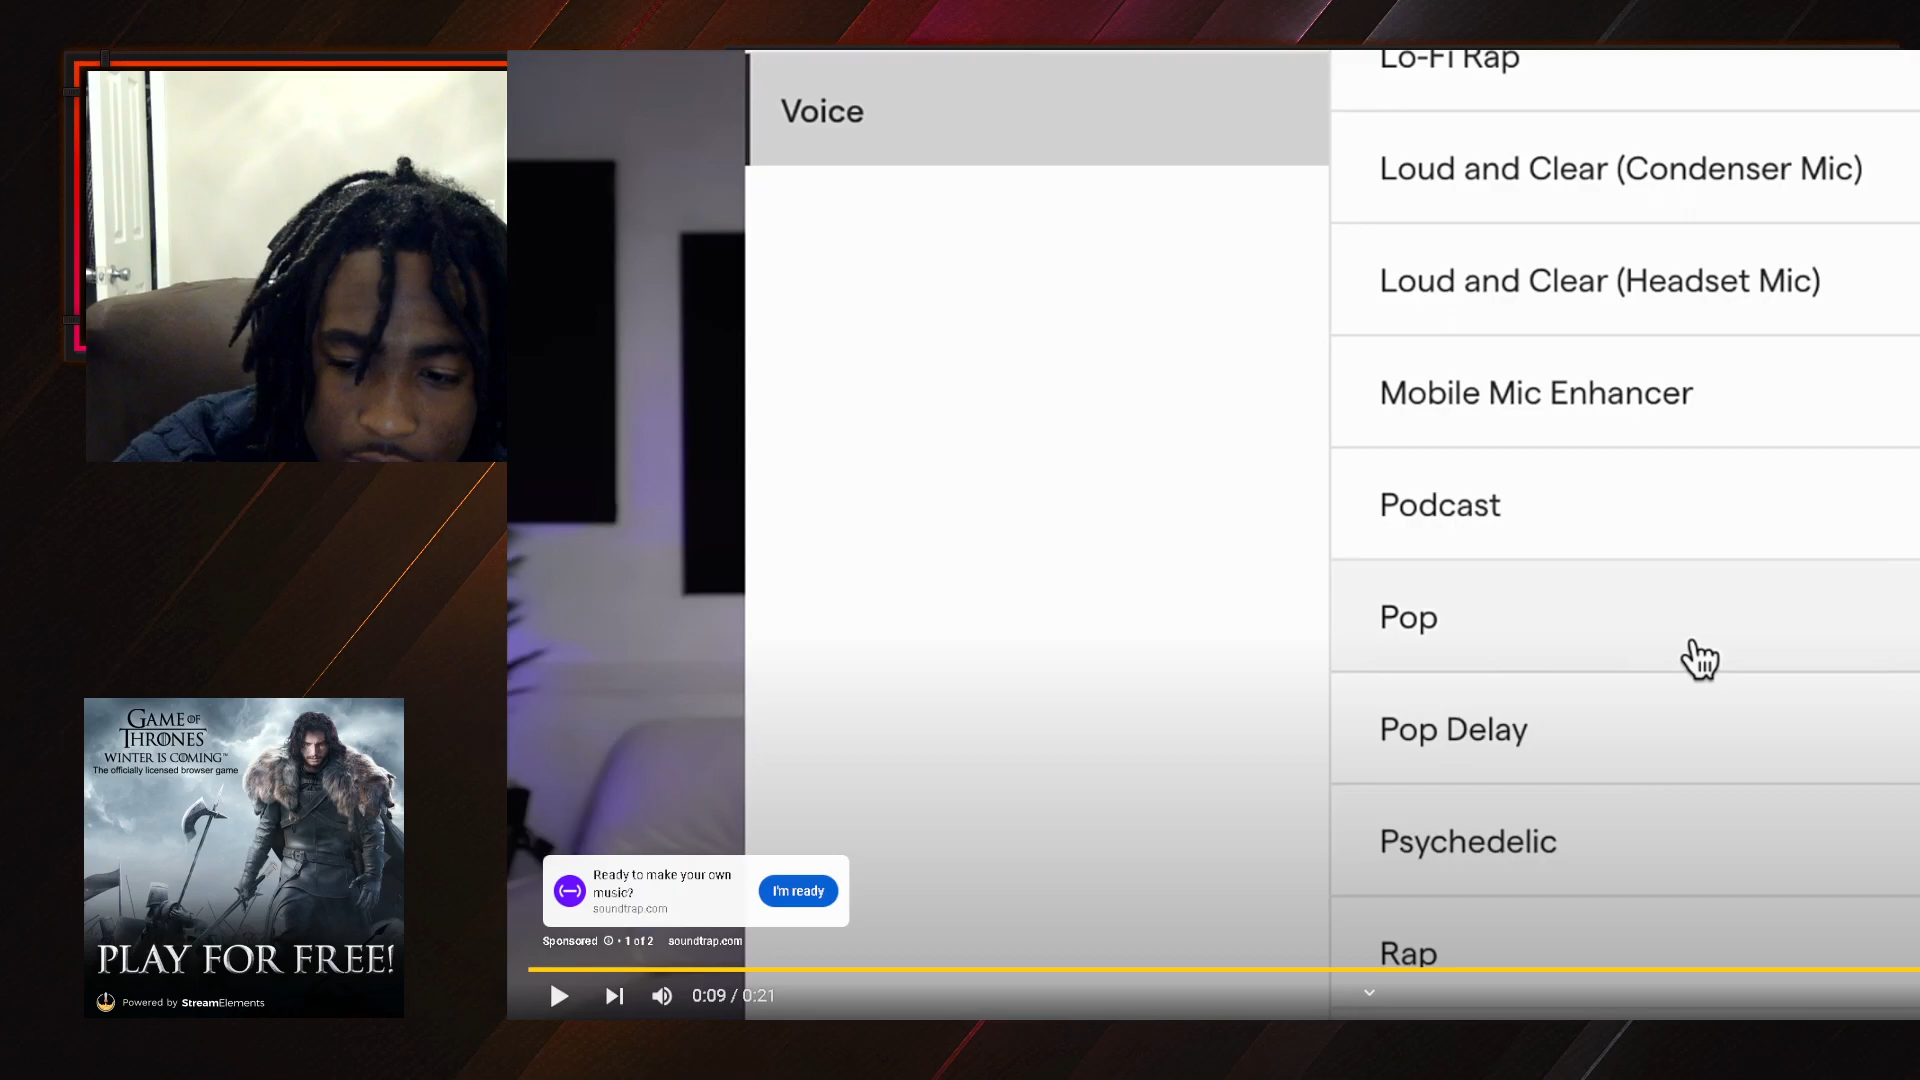 Voice
Lo-Fi Rap
Loud and Clear (Condenser Mic)
Loud and Clear (Headset Mic)
Mobile Mic Enhancer
Podcast
Pop
Pop Delay
Psychedelic
Rap
Ready to make your own
music?
soundtrap.com
I'm ready
Sponsored • 1 of 2 soundtrap.com
0:09 / 0:21
GAME OF
THRONES
WINTER IS COMING™
The officially licensed browser game
PLAY FOR FREE!
Powered by StreamElements